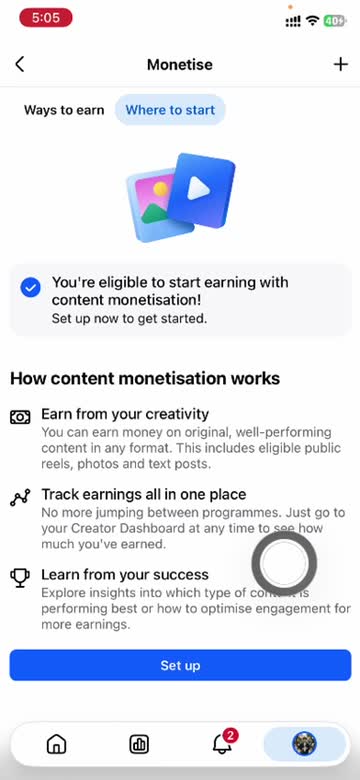 5:05
40
Monetise
Ways to earn
Where to start
You're eligible to start earning with
content monetisation!
Set up now to get started.
How content monetisation works
Earn from your creativity
You can earn money on original, well-performing
content in any format. This includes eligible public
reels, photos and text posts.
Track earnings all in one place
No more jumping between programmes. Just go to
your Creator Dashboard at any time to see how
much you've earned.
Learn from your success
Explore insights into which type of content is
performing best or how to optimise engagement for
more earnings.
Set up
2